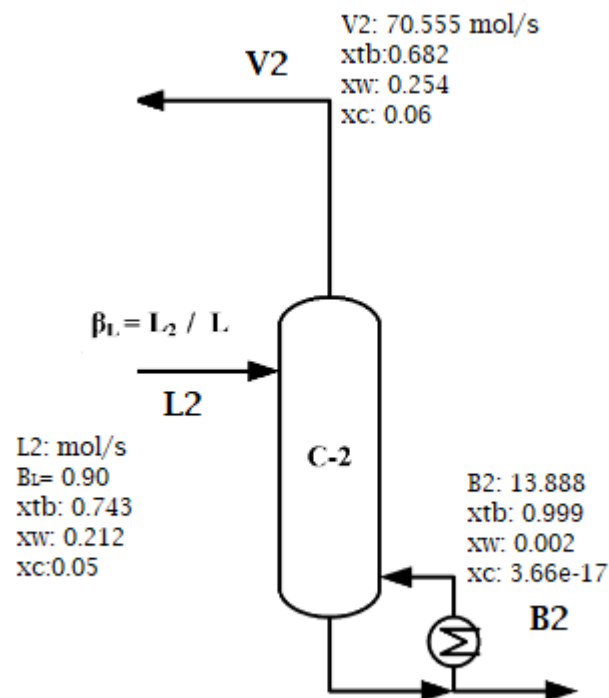 V2: 70.555 mol/s
xtb:0.682
xw: 0.254
xc: 0.06
V2
βL = L2 / L
L2
C-2
L2: mol/s
BL= 0.90
xtb: 0.743
xw: 0.212
xc:0.05
B2: 13.888
xtb: 0.999
xw: 0.002
xc: 3.66e-17
B2